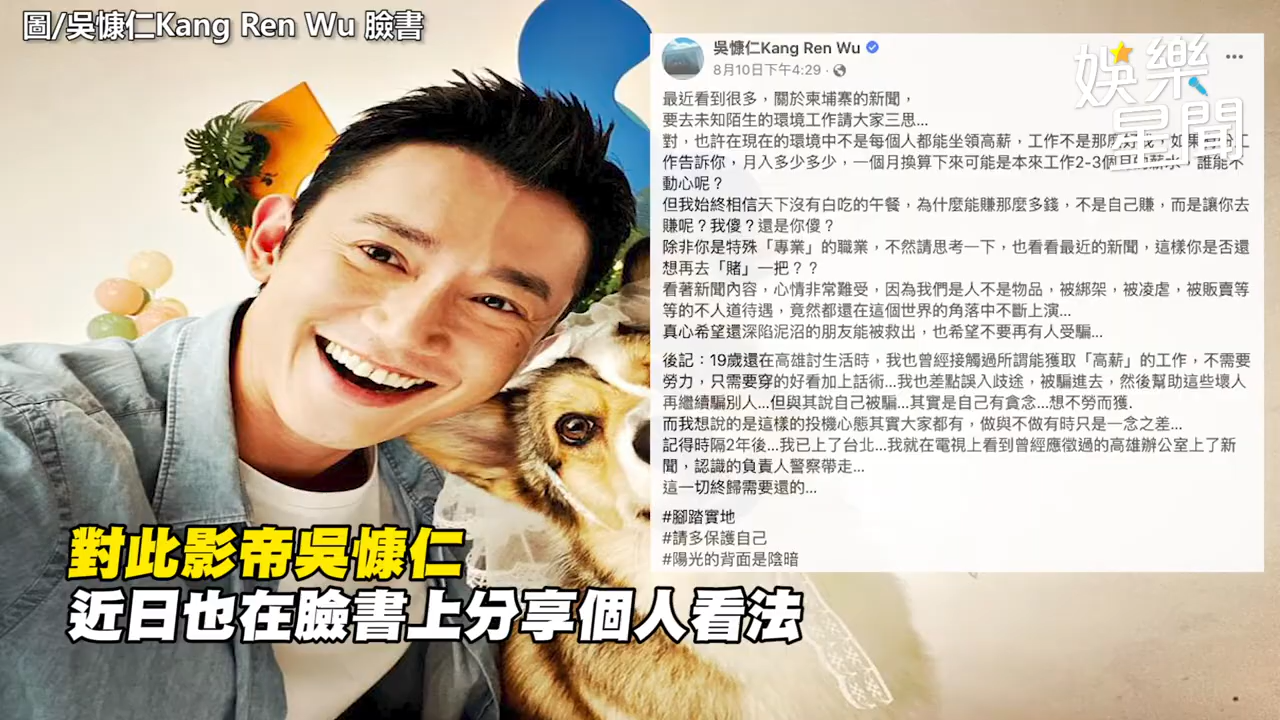 圖/吳慷仁Kang Ren Wu 臉書
吳慷仁Kang Ren Wu
8月10日下午4:29
娛樂
星聞
最近看到很多，關於柬埔寨的新聞，
要去未知陌生的環境工作請大家三思...
對，也許在現在的環境中不是每個人都能坐領高薪，工作不是那麼好找，如果
工
作告訴你，月入多少多少，一個月換算下來可能是本來工作2-3個月的薪水，誰能不
動心呢？
但我始終相信天下沒有白吃的午餐，為什麼能賺那麼多錢，不是自己賺，而是讓你去
賺呢？我傻？還是你傻？
除非你是特殊「專業」的職業，不然請思考一下，也看看最近的新聞，這樣你是否還
想再去「賭」一把？？
看著新聞內容，心情非常難受，因為我們是人不是物品，被綁架，被凌虐，被販賣等
等的不人道待遇，竟然都還在這個世界的角落中不斷上演...
真心希望還深陷泥沼的朋友能被救出，也希望不要再有人受騙...
後記：19歲還在高雄討生活時，我也曾經接觸過所謂能獲取「高薪」的工作，不需要
勞力，只需要穿的好看加上話術...我也差點誤入歧途，被騙進去，然後幫助這些壞人
再繼續騙別人...但與其說自己被騙...其實是自己有貪念...想不勞而獲.
而我想說的是這樣的投機心態其實大家都有，做與不做有時只是一念之差...
記得時隔2年後...我已上了台北...我就在電視上看到曾經應徵過的高雄辦公室上了新
聞，認識的負責人警察帶走...
這一切終歸需要還的...
#腳踏實地
#請多保護自己
#陽光的背面是陰暗
對此影帝吳慷仁
近日也在臉書上分享個人看法